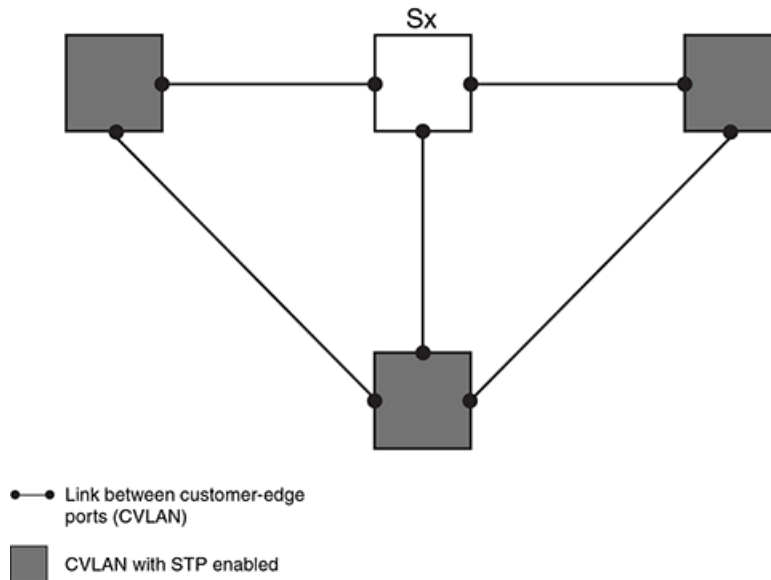 Sx
Link between customer-edge
ports (CVLAN)
CVLAN with STP enabled